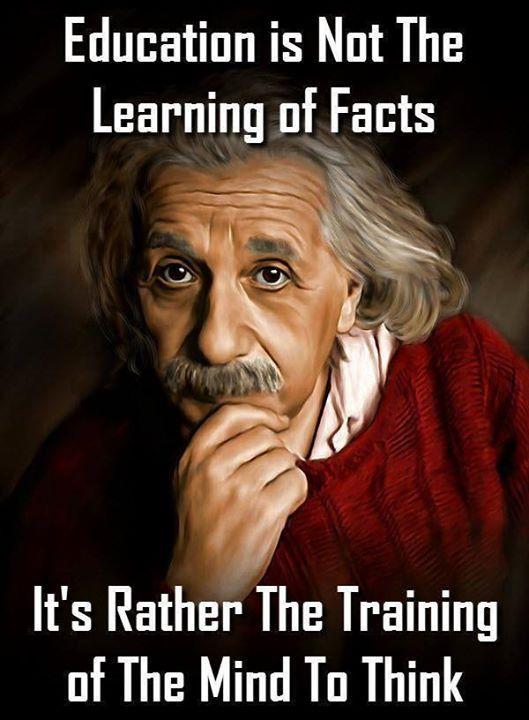 Education is Not The
Learning of Facts
It's Rather The Training
of The Mind To Think